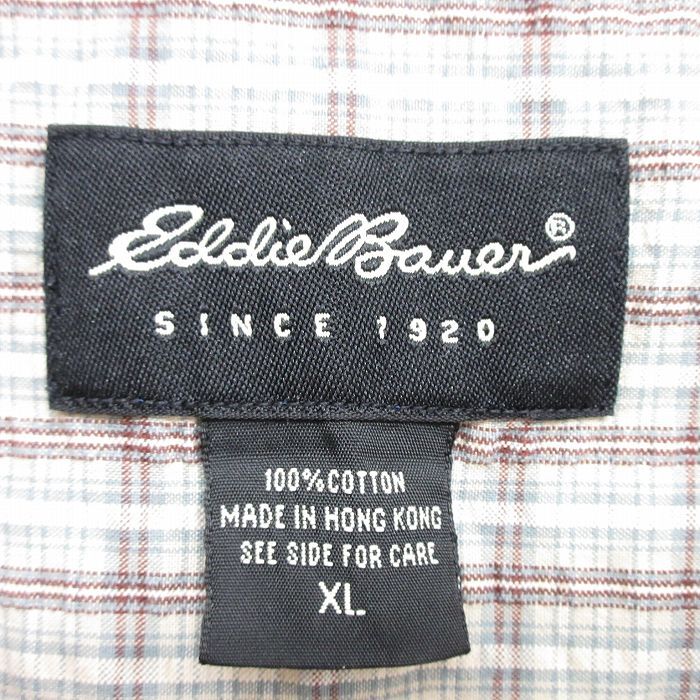 Eddie Bauer®
SINCE 1920
100% COTTON
MADE IN HONG KONG
SEE SIDE FOR CARE
XL